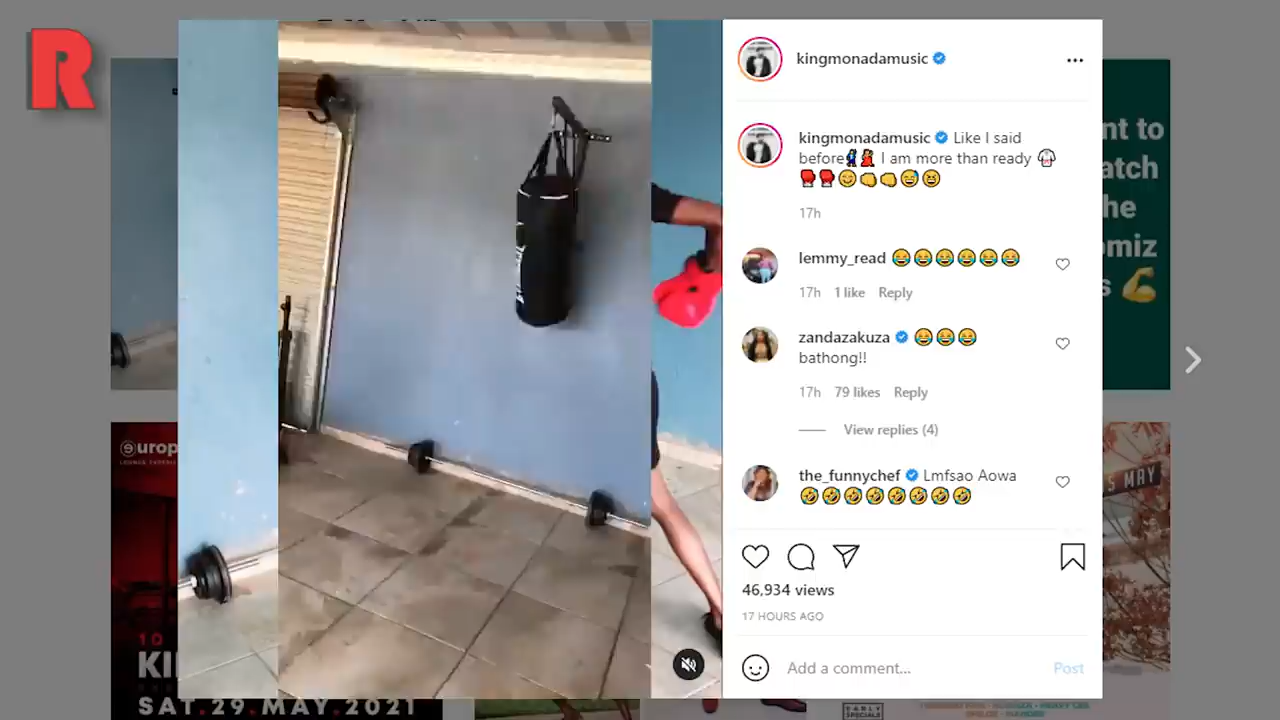 R
kingmonadamusic
kingmonadamusic Like I said
before I am more than ready
17h
lemmy_read
17h 1 like Reply
zandazakuza
bathong!!
17h 79 likes Reply
View replies (4)
the_funnychef Lmfsao Aowa
46,934 views
17 HOURS AGO
Add a comment... Post
nt to
atch
he
omiz
s
europ
10
KI
SAT.29.MAY.2021
S MAY
EARLY
SPECIALS